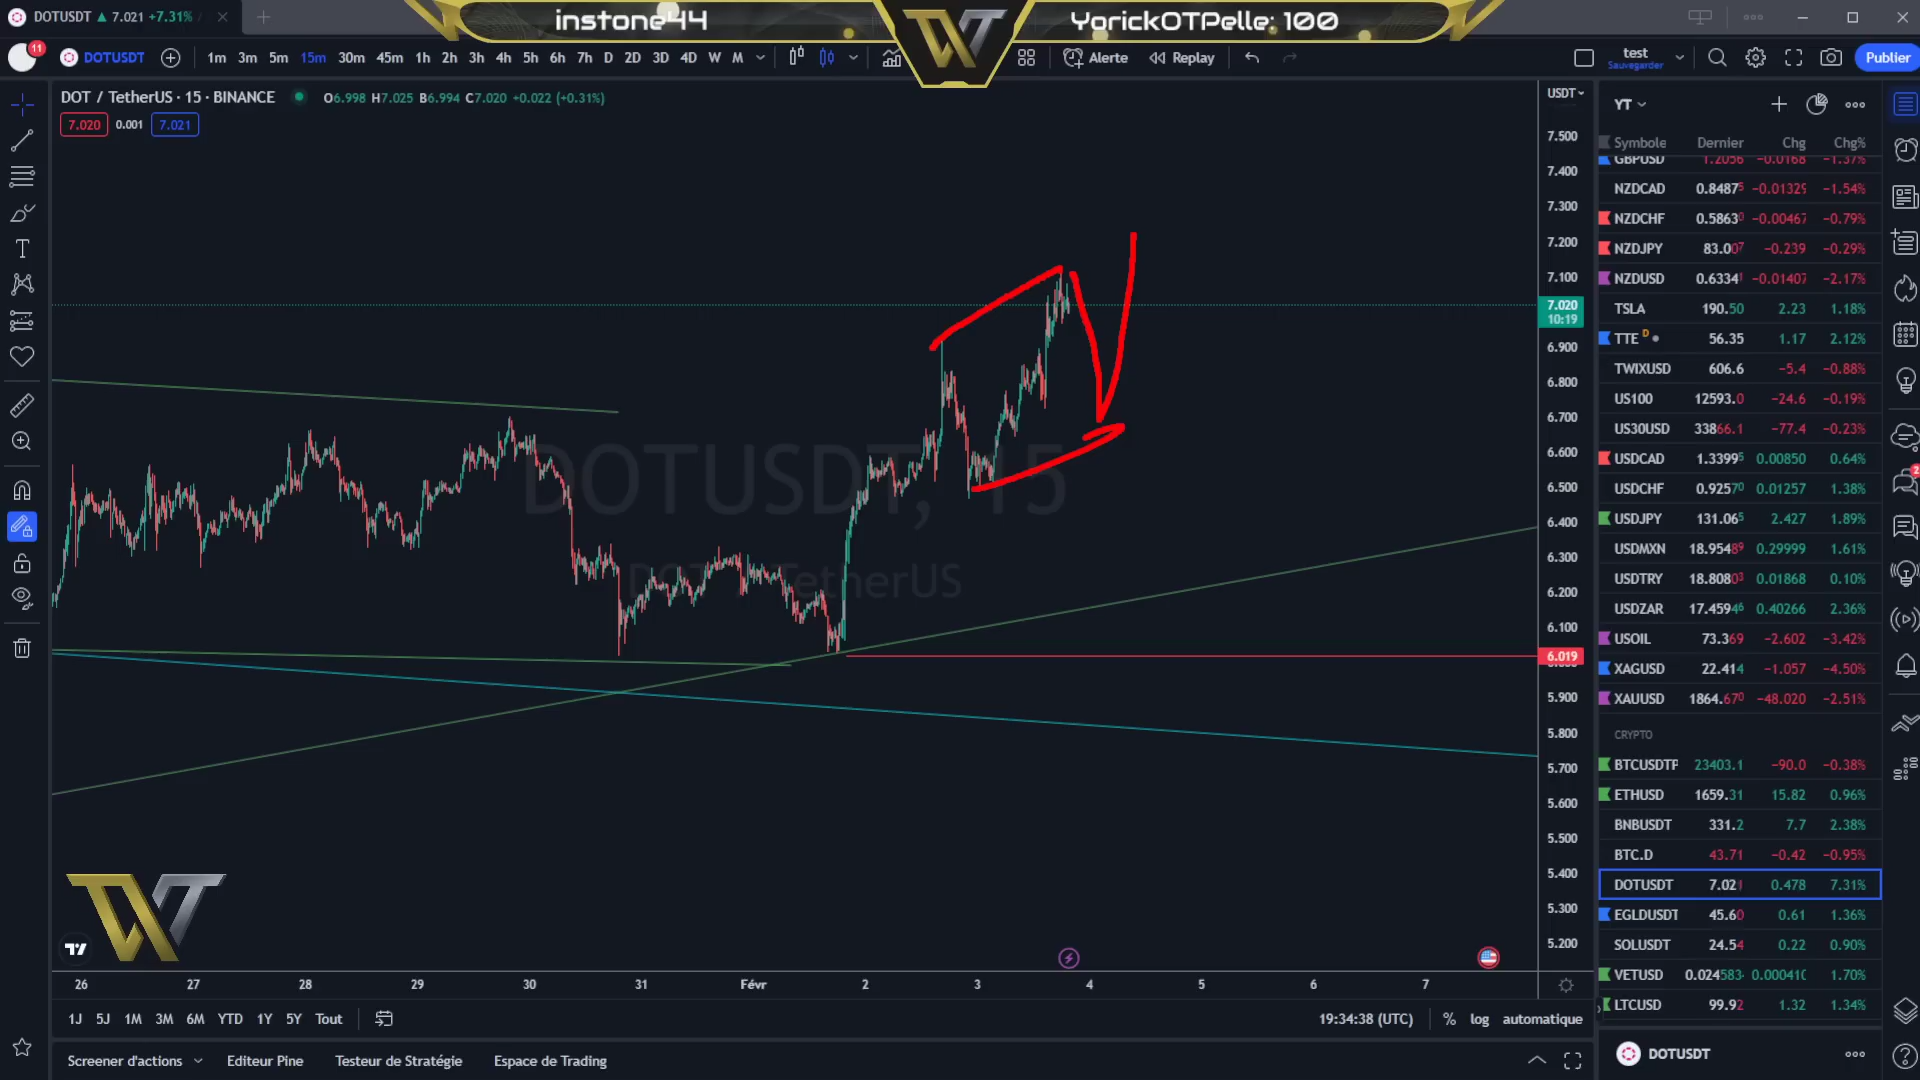 DOTUSDT ▲ 7.021 +7.31% /
instone44
YorickOTPelle: 100
11
DOTUSDT
1m 3m 5m 15m 30m 45m 1h 2h 3h 4h 5h 6h 7h D 2D 3D 4D W M
Alerte
Replay
test
Sauvegarder
Publier
DOT / TetherUS · 15 · BINANCE
O6.998 H7.025 B6.994 C7.020 +0.022 (+0.31%)
7.020 0.001 7.021
DOTUSDT, 15
USDT
7.500
7.400
7.300
7.200
7.100
7.020
10:19
6.900
6.800
6.700
6.600
6.500
6.400
6.300
6.200
6.100
6.019
5.900
5.800
5.700
5.600
5.500
5.400
5.300
5.200
26 27 28 29 30 31 Févr 2 3 4 5 6 7
1J 5J 1M 3M 6M YTD 1Y 5Y Tout
19:34:38 (UTC)
% log automatique
Screener d'actions
Editeur Pine
Testeur de Stratégie
Espace de Trading
YT
Symbole Dernier Chg Chg%
GBPUSD 1.2056 −0.0168 −1.37%
NZDCAD 0.84875 −0.01329 −1.54%
NZDCHF 0.58630 −0.00467 −0.79%
NZDJPY 83.007 −0.239 −0.29%
NZDUSD 0.63341 −0.01407 −2.17%
TSLA 190.50 2.23 1.18%
TTE D 56.35 1.17 2.12%
TWIXUSD 606.6 −5.4 −0.88%
US100 12593.0 −24.6 −0.19%
US30USD 33866.1 −77.4 −0.23%
USDCAD 1.33995 0.00850 0.64%
USDCHF 0.92570 0.01257 1.38%
USDJPY 131.065 2.427 1.89%
USDMXN 18.95489 0.29999 1.61%
USDTRY 18.80803 0.01868 0.10%
USDZAR 17.45946 0.40266 2.36%
USOIL 73.369 −2.602 −3.42%
XAGUSD 22.414 −1.057 −4.50%
XAUUSD 1864.670 −48.020 −2.51%
CRYPTO
BTCUSDTP 23403.1 −90.0 −0.38%
ETHUSD 1659.31 15.82 0.96%
BNBUSDT 331.2 7.7 2.38%
BTC.D 43.71 −0.42 −0.95%
DOTUSDT 7.021 0.478 7.31%
EGLDUSDT 45.60 0.61 1.36%
SOLUSDT 24.54 0.22 0.90%
VETUSD 0.024583 0.000410 1.70%
LTCUSD 99.92 1.32 1.34%
DOTUSDT
2